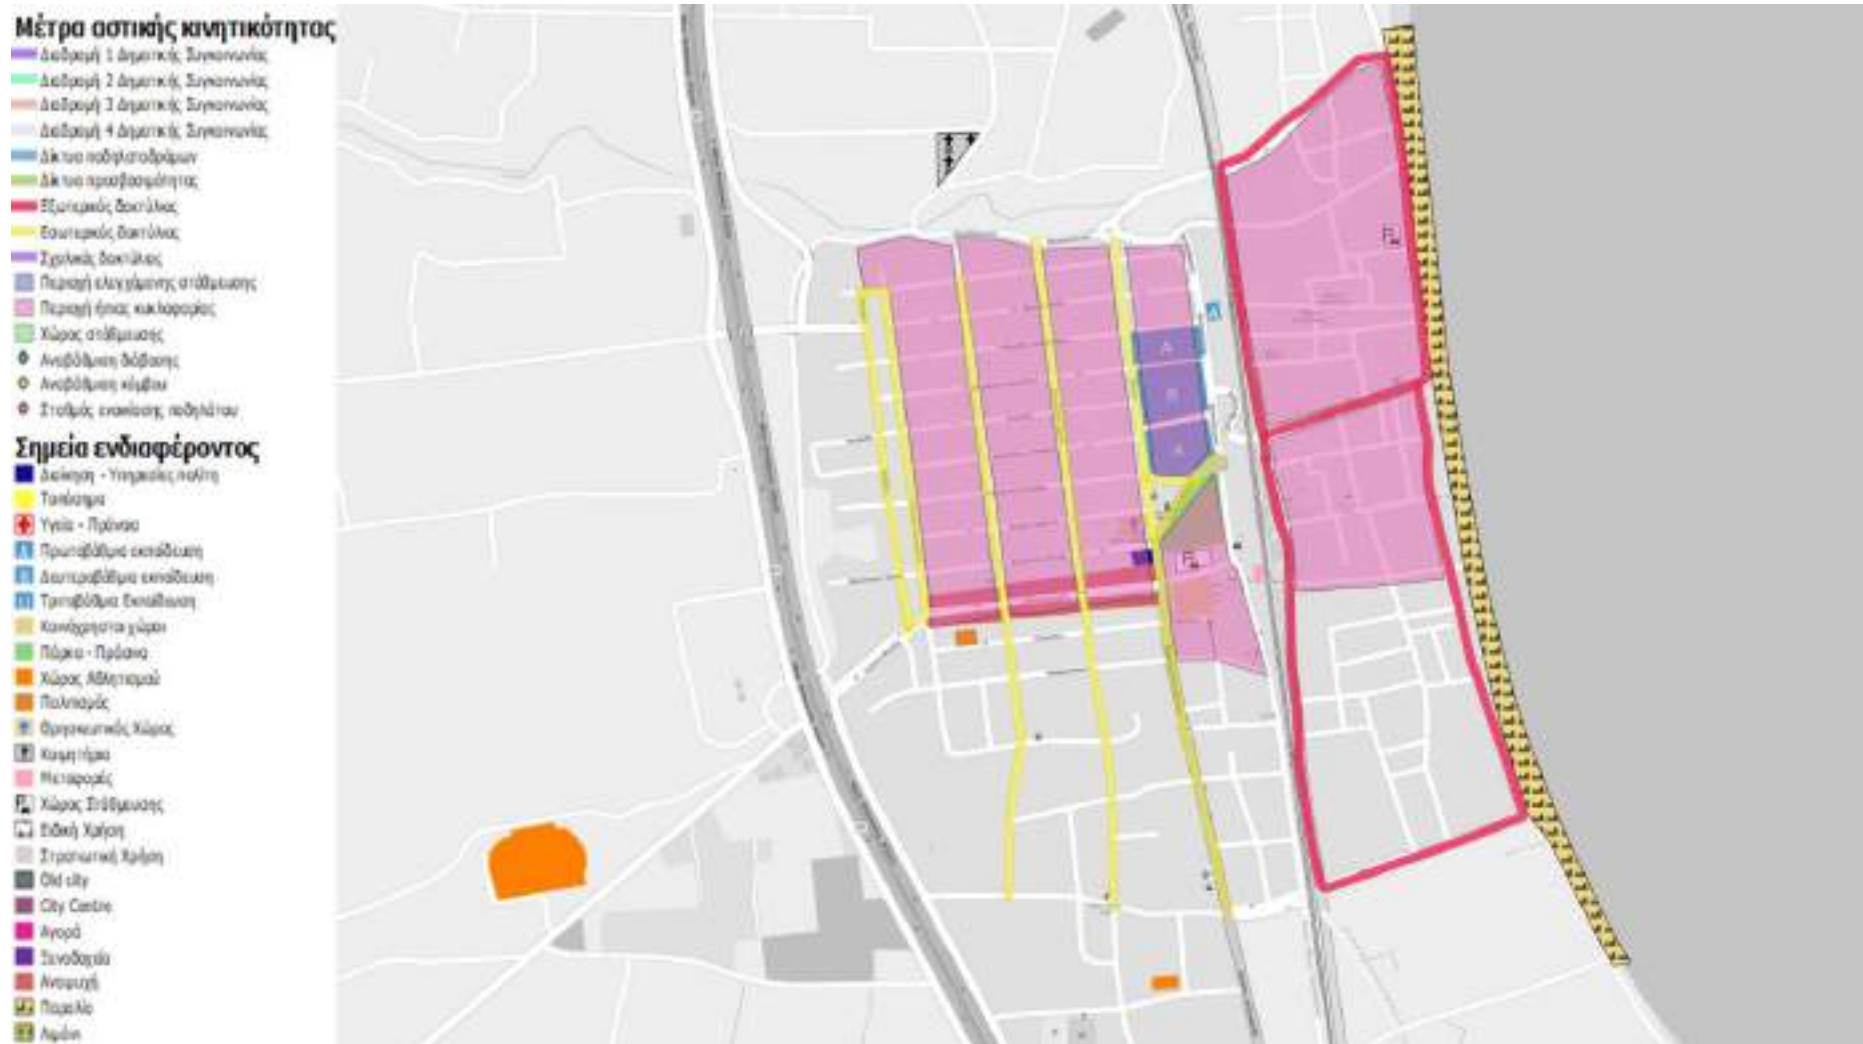 Μέτρα αστικής κινητικότητας
Διαδρομή 1 Δημοτικής Συγκοινωνίας
Διαδρομή 2 Δημοτικής Συγκοινωνίας
Διαδρομή 3 Δημοτικής Συγκοινωνίας
Διαδρομή 4 Δημοτικής Συγκοινωνίας
Δίκτυο ποδηλατοδρόμων
Δίκτυο προσβασιμότητας
Εξωτερικός δακτύλιος
Εσωτερικός δακτύλιος
Σχολικός δακτύλιος
Περιοχή ελεγχόμενης στάθμευσης
Περιοχή ήπιας κυκλοφορίας
Χώρος στάθμευσης
Αναβάθμιση διάβασης
Αναβάθμιση κόμβου
Σταθμός ενοικίασης ποδηλάτου
Σημεία ενδιαφέροντος
Διοίκηση - Υπηρεσίες πολίτη
Τοπόσημα
Υγεία - Πρόνοια
Πρωτοβάθμια εκπαίδευση
Δευτεροβάθμια εκπαίδευση
Τριτοβάθμια Εκπαίδευση
Κοινόχρηστοι χώροι
Πάρκα - Πράσινο
Χώρος Αθλητισμού
Πολιτισμός
Θρησκευτικός Χώρος
Κοιμητήριο
Μεταφορές
Χώρος Στάθμευσης
Ειδική Χρήση
Στρατιωτική Χρήση
Old city
City Centre
Αγορά
Ξενοδοχεία
Αναψυχή
Παραλία
Λιμάνι